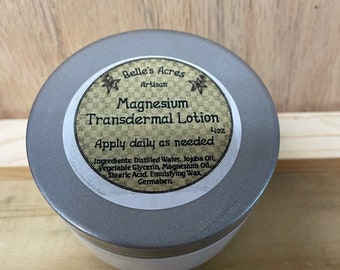 Belle's Acres
Artisan
Magnesium
Transdermal Lotion
4oz
Apply daily as needed
Ingredients: Distilled Water, Jojoba Oil,
Vegetable Glycerin, Magnesium Oil,
Stearic Acid, Emulsifying Wax,
Germaben.